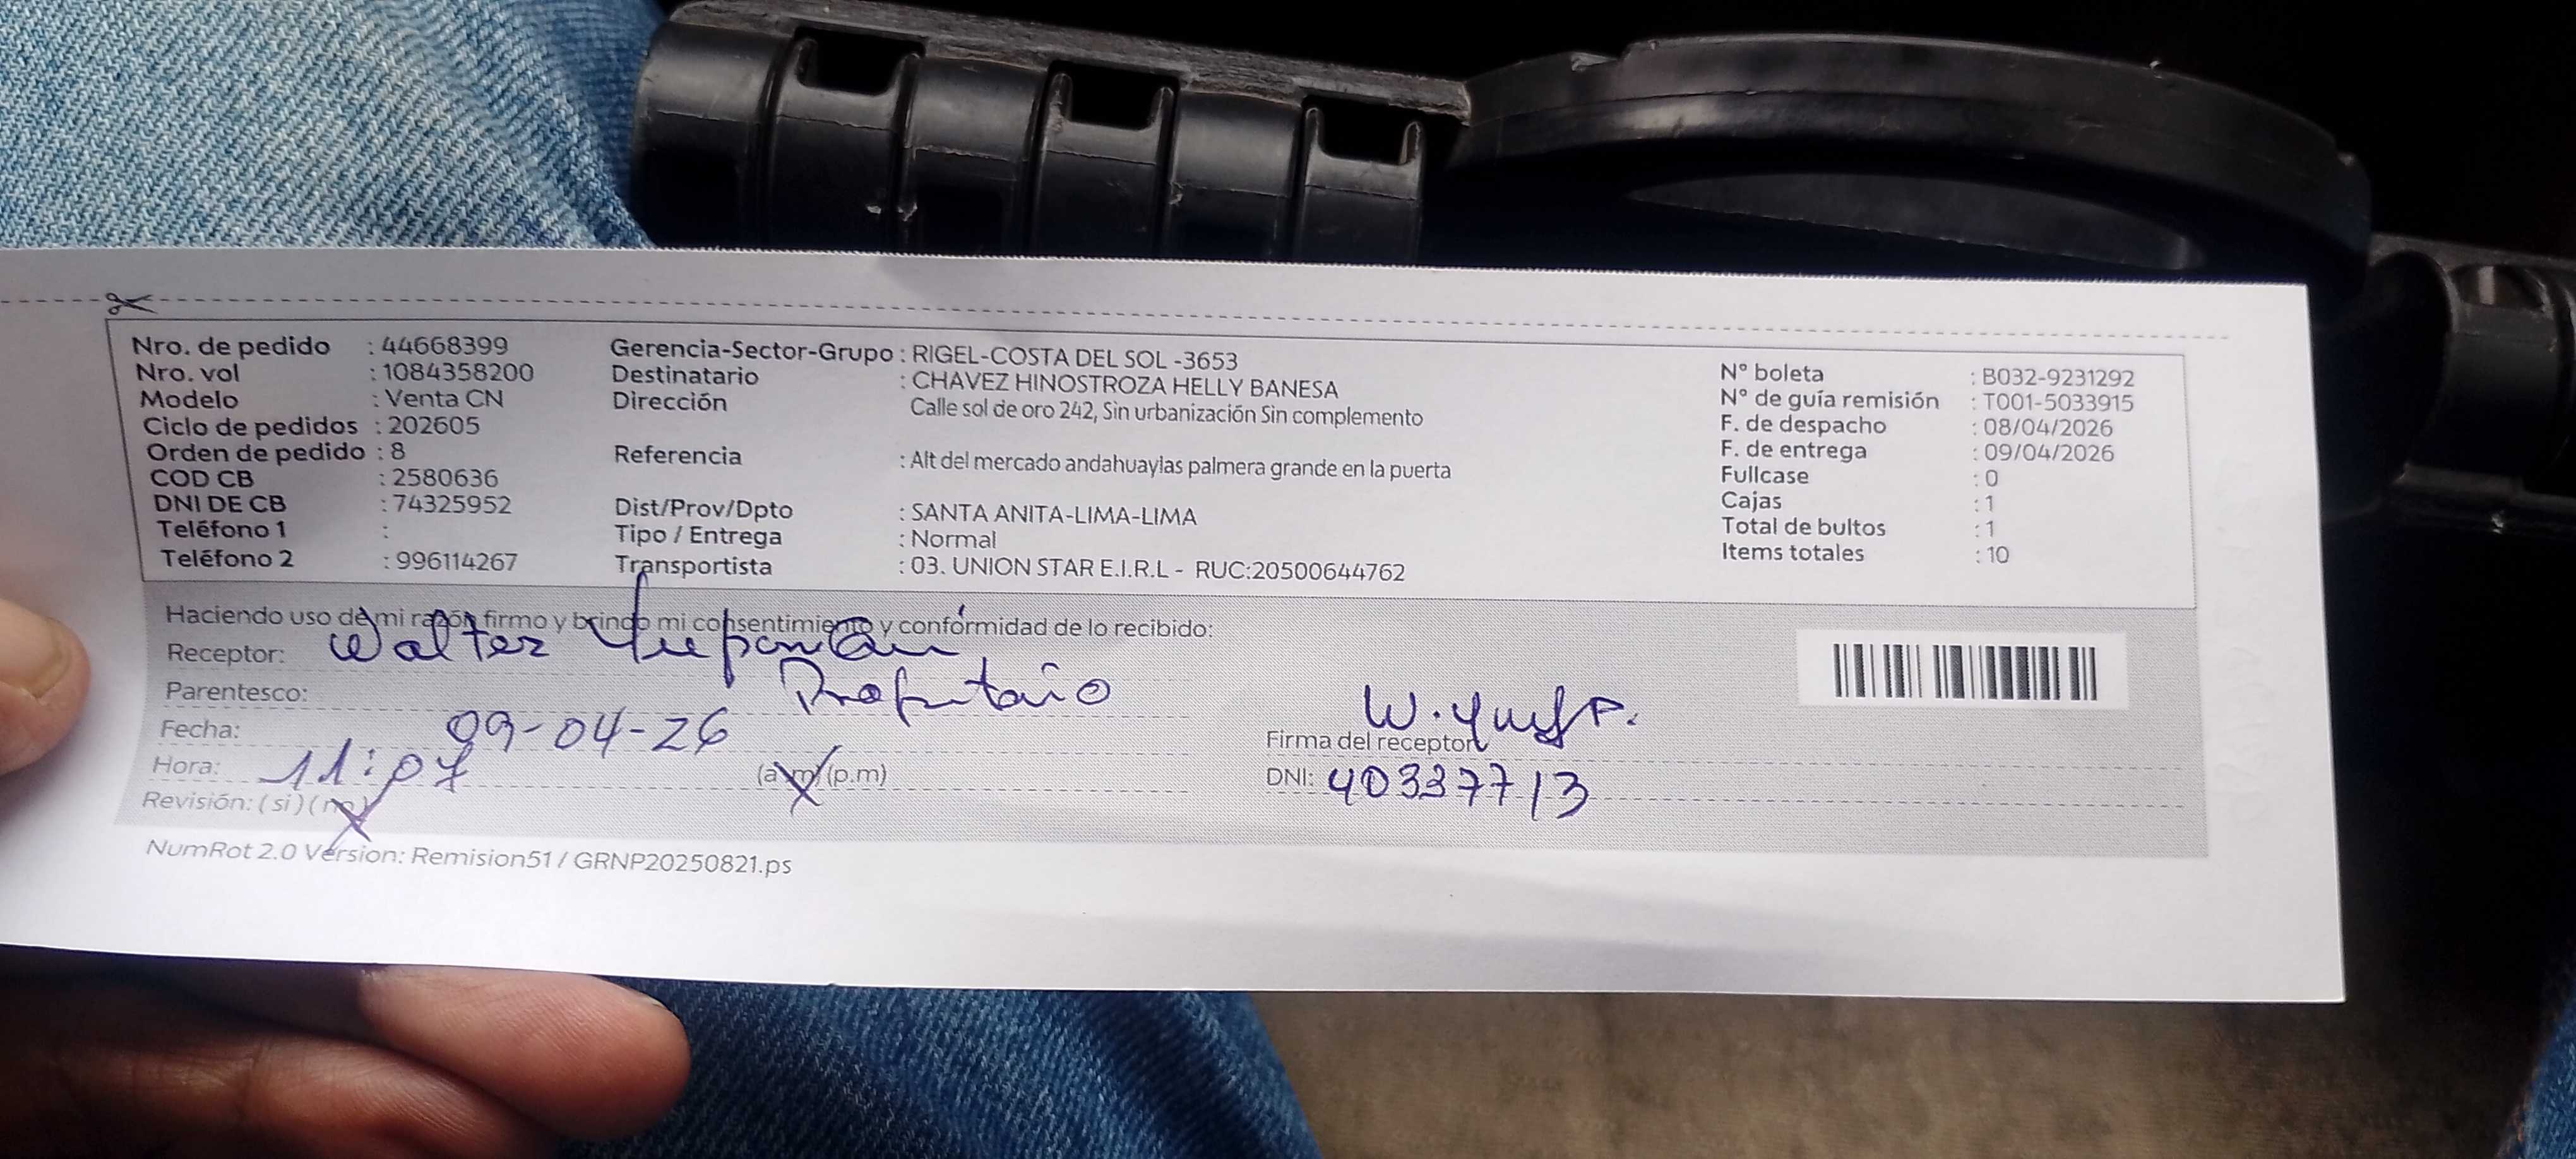 Nro. de pedido : 44668399
Nro. vol : 1084358200
Modelo : Venta CN
Ciclo de pedidos : 202605
Orden de pedido : 8
COD CB : 2580636
DNI DE CB : 74325952
Teléfono 1 :
Teléfono 2 : 996114267
Gerencia-Sector-Grupo : RIGEL-COSTA DEL SOL -3653
Destinatario : CHAVEZ HINOSTROZA HELLY BANESA
Dirección Calle sol de oro 242, Sin urbanización Sin complemento
Referencia : Alt del mercado andahuaylas palmera grande en la puerta
Dist/Prov/Dpto : SANTA ANITA-LIMA-LIMA
Tipo / Entrega : Normal
Transportista : 03. UNION STAR E.I.R.L - RUC:20500644762
N° boleta : B032-9231292
N° de guía remisión : T001-5033915
F. de despacho : 08/04/2026
F. de entrega : 09/04/2026
Fullcase : 0
Cajas : 1
Total de bultos : 1
Items totales : 10
Haciendo uso de mi razón firmo y brindo mi consentimiento y conformidad de lo recibido:
Receptor: Walter
Parentesco:
Fecha: 09-04-26
Hora: 11:07 (a.m) (p.m)
Revisión: (si) (no)
Firma del receptor
DNI: 40337713
NumRot 2.0 Version: Remision51 / GRNP20250821.ps